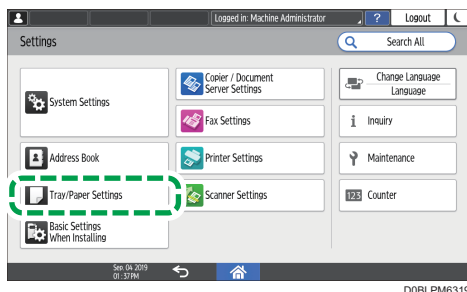 Logged in: Machine Administrator
?
Logout
Settings
Search All
System Settings
Copier / Document
Server Settings
Change Language
Language
Fax Settings
i Inquiry
Address Book
Printer Settings
Maintenance
Tray/Paper Settings
Scanner Settings
123 Counter
Basic Settings
When Installing
Sep. 04 2019
01:37PM
D0BLPM6319